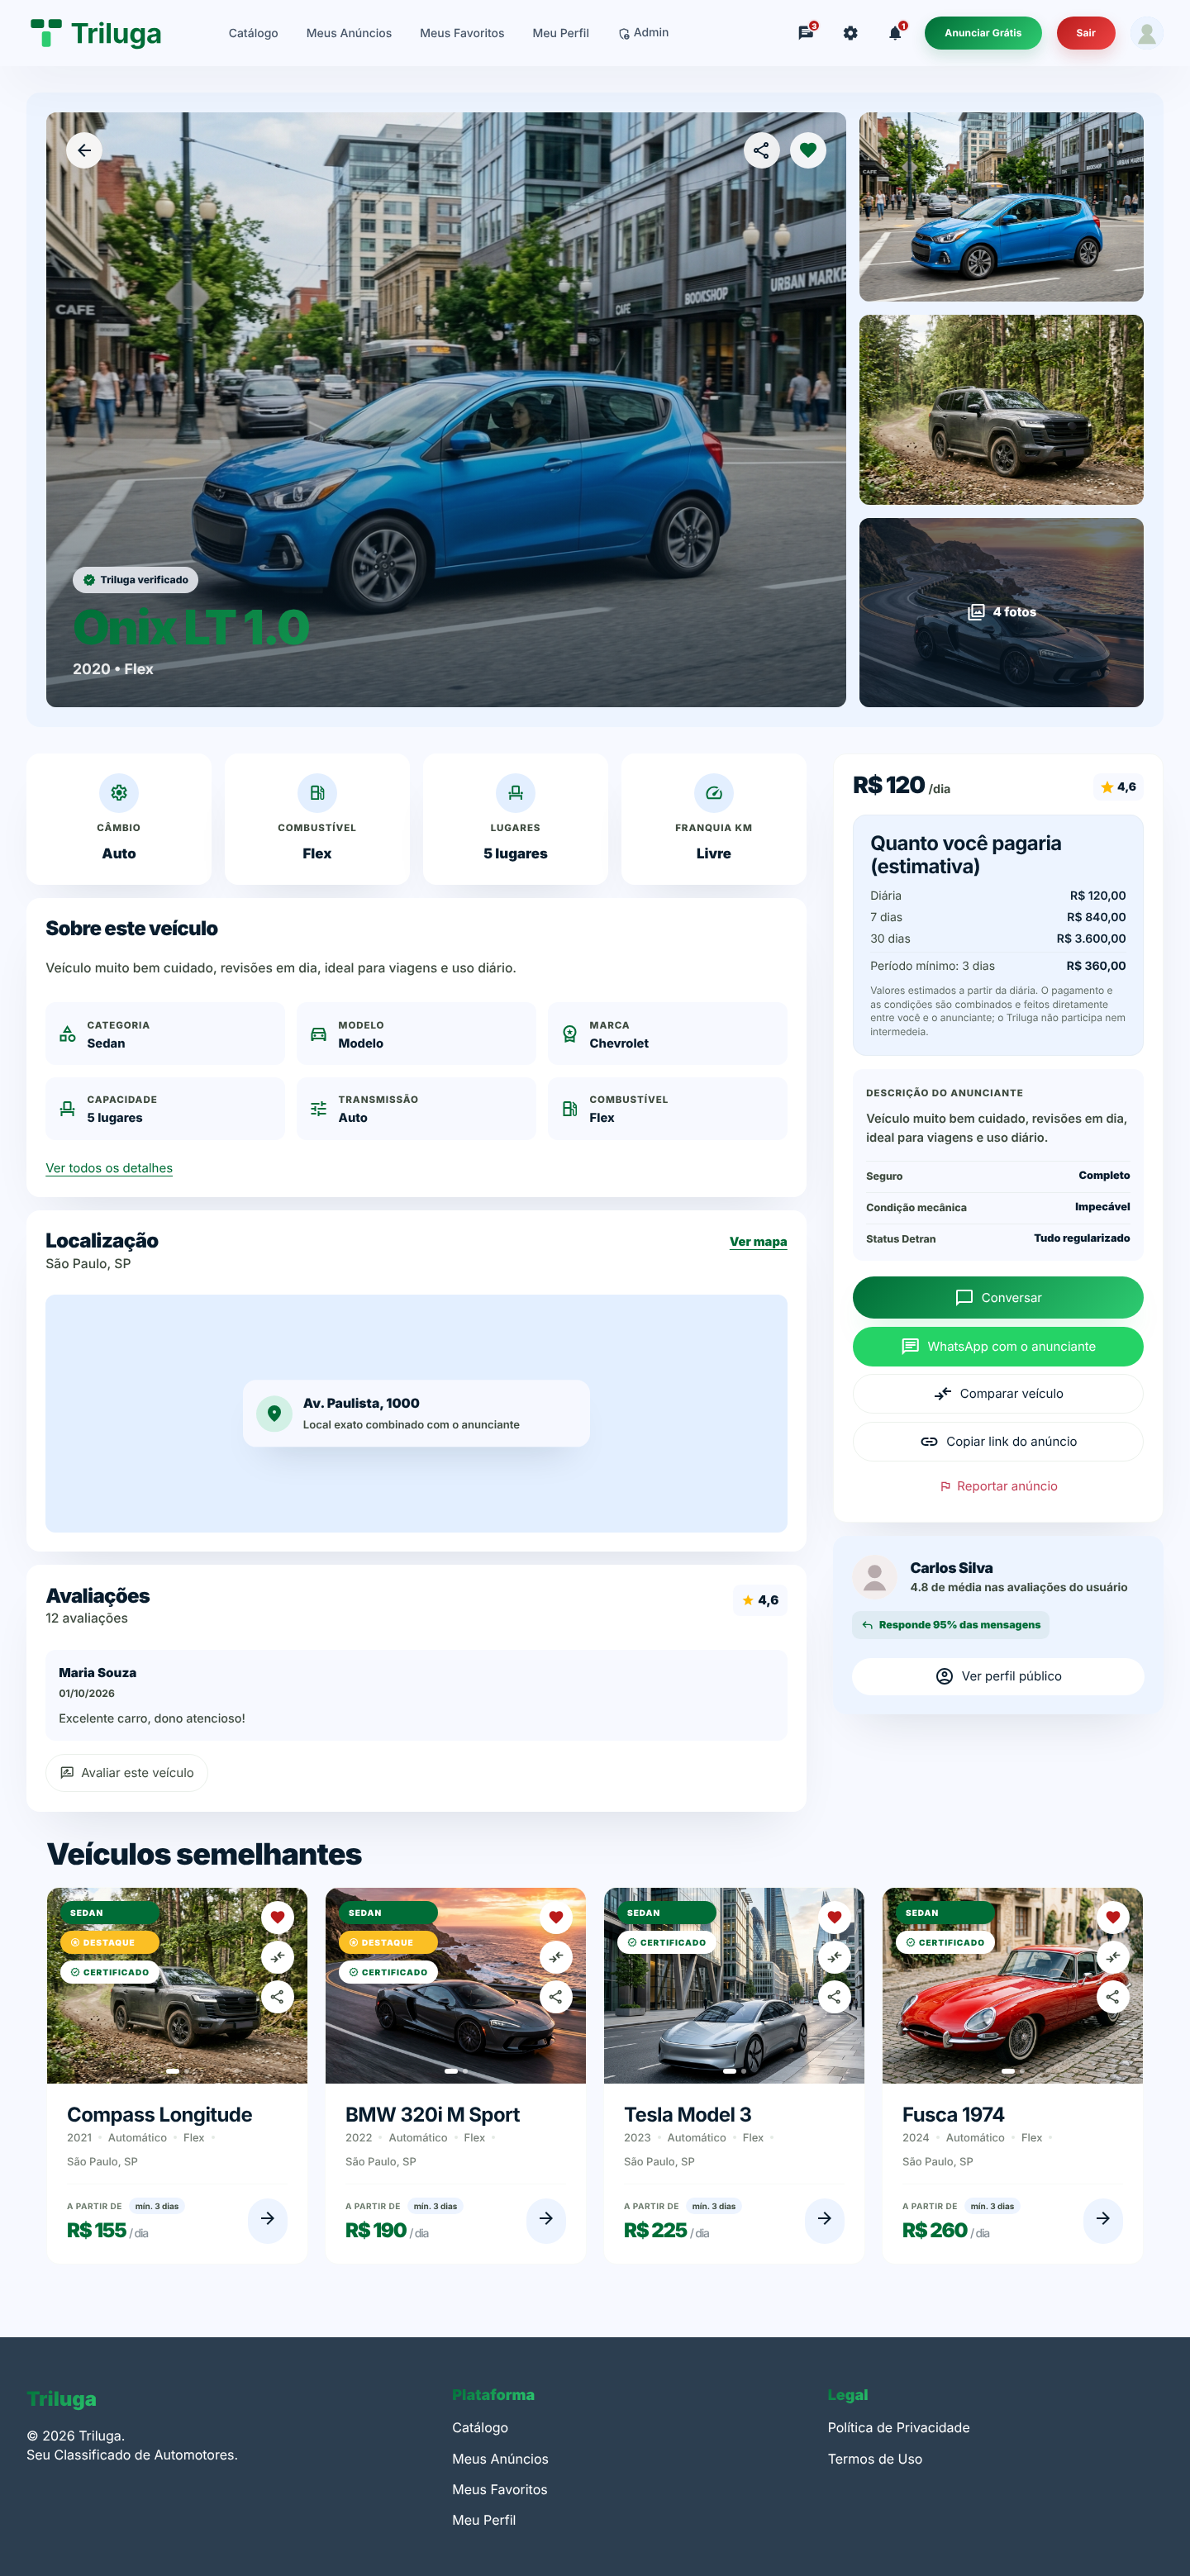 Triluga
Catálogo
Meus Anúncios
Meus Favoritos
Meu Perfil
Admin
3
1
Anunciar Grátis
Sair
CAFE
CAFE
BOOKSHOP
URBAN MARKE
Triluga verificado
Onix LT 1.0
2020 • Flex
CAFE
BOOKSHOP
URBAN MARK
4 fotos
CÂMBIO
Auto
COMBUSTÍVEL
Flex
LUGARES
5 lugares
FRANQUIA KM
Livre
Sobre este veículo
Veículo muito bem cuidado, revisões em dia, ideal para viagens e uso diário.
CATEGORIA
Sedan
MODELO
Modelo
MARCA
Chevrolet
CAPACIDADE
5 lugares
TRANSMISSÃO
Auto
COMBUSTÍVEL
Flex
Ver todos os detalhes
Localização
Ver mapa
São Paulo, SP
Av. Paulista, 1000
Local exato combinado com o anunciante
Avaliações
12 avaliações
4,6
Maria Souza
01/10/2026
Excelente carro, dono atencioso!
Avaliar este veículo
R$ 120 /dia
4,6
Quanto você pagaria
(estimativa)
Diária R$ 120,00
7 dias R$ 840,00
30 dias R$ 3.600,00
Período mínimo: 3 dias R$ 360,00
Valores estimados a partir da diária. O pagamento e
as condições são combinados e feitos diretamente
entre você e o anunciante; o Triluga não participa nem
intermedeia.
DESCRIÇÃO DO ANUNCIANTE
Veículo muito bem cuidado, revisões em dia,
ideal para viagens e uso diário.
Seguro Completo
Condição mecânica Impecável
Status Detran Tudo regularizado
Conversar
WhatsApp com o anunciante
Comparar veículo
Copiar link do anúncio
Reportar anúncio
Carlos Silva
4.8 de média nas avaliações do usuário
Responde 95% das mensagens
Ver perfil público
Veículos semelhantes
SEDAN
DESTAQUE
CERTIFICADO
Compass Longitude
2021 • Automático • Flex •
São Paulo, SP
A PARTIR DE mín. 3 dias
R$ 155 / dia
SEDAN
DESTAQUE
CERTIFICADO
BMW 320i M Sport
2022 • Automático • Flex •
São Paulo, SP
A PARTIR DE mín. 3 dias
R$ 190 / dia
SEDAN
CERTIFICADO
Tesla Model 3
2023 • Automático • Flex •
São Paulo, SP
A PARTIR DE mín. 3 dias
R$ 225 / dia
SEDAN
CERTIFICADO
Fusca 1974
2024 • Automático • Flex •
São Paulo, SP
A PARTIR DE mín. 3 dias
R$ 260 / dia
Triluga
© 2026 Triluga.
Seu Classificado de Automotores.
Plataforma
Catálogo
Meus Anúncios
Meus Favoritos
Meu Perfil
Legal
Política de Privacidade
Termos de Uso